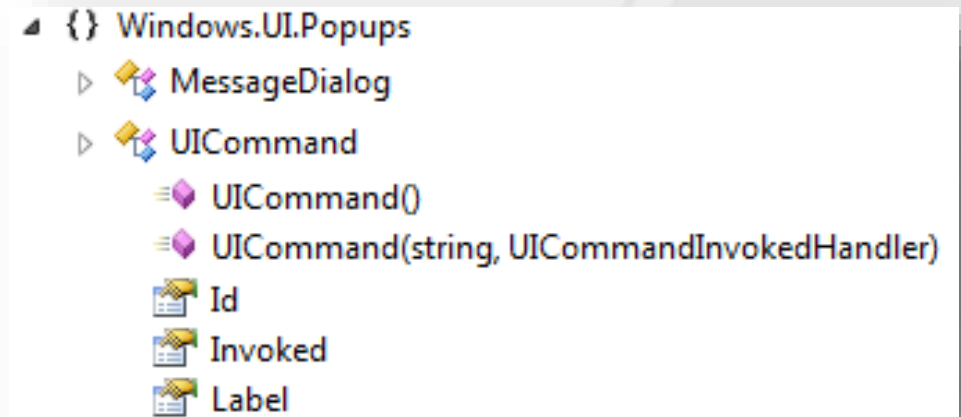 {} Windows.UI.Popups
MessageDialog
UICommand
UICommand()
UICommand(string, UICommandInvokedHandler)
Id
Invoked
Label